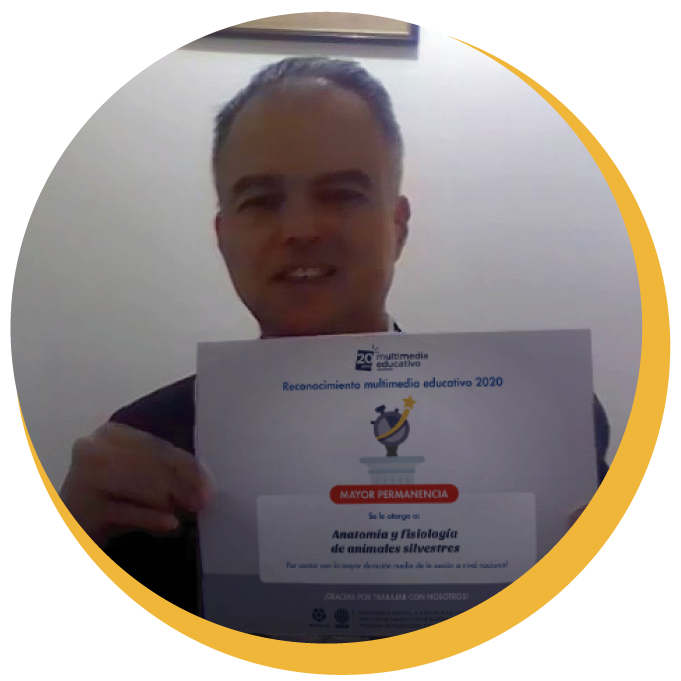 20 multimedia
educativo
Reconocimiento multimedia educativo 2020
MAYOR PERMANENCIA
Se le otorga a:
Anatomía y fisiología
de animales silvestres
Por contar con la mayor duración media de la sesión a nivel nacional
¡GRACIAS POR TRABAJAR CON NOSOTROS!